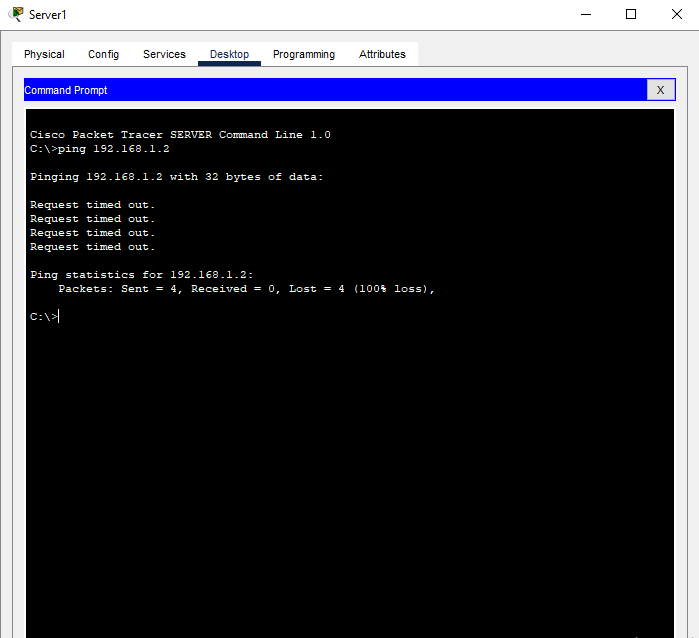 Server1
Physical Config Services Desktop Programming Attributes
Command Prompt
X
Cisco Packet Tracer SERVER Command Line 1.0
C:\>ping 192.168.1.2
Pinging 192.168.1.2 with 32 bytes of data:
Request timed out.
Request timed out.
Request timed out.
Request timed out.
Ping statistics for 192.168.1.2:
Packets: Sent = 4, Received = 0, Lost = 4 (100% loss),
C:\>